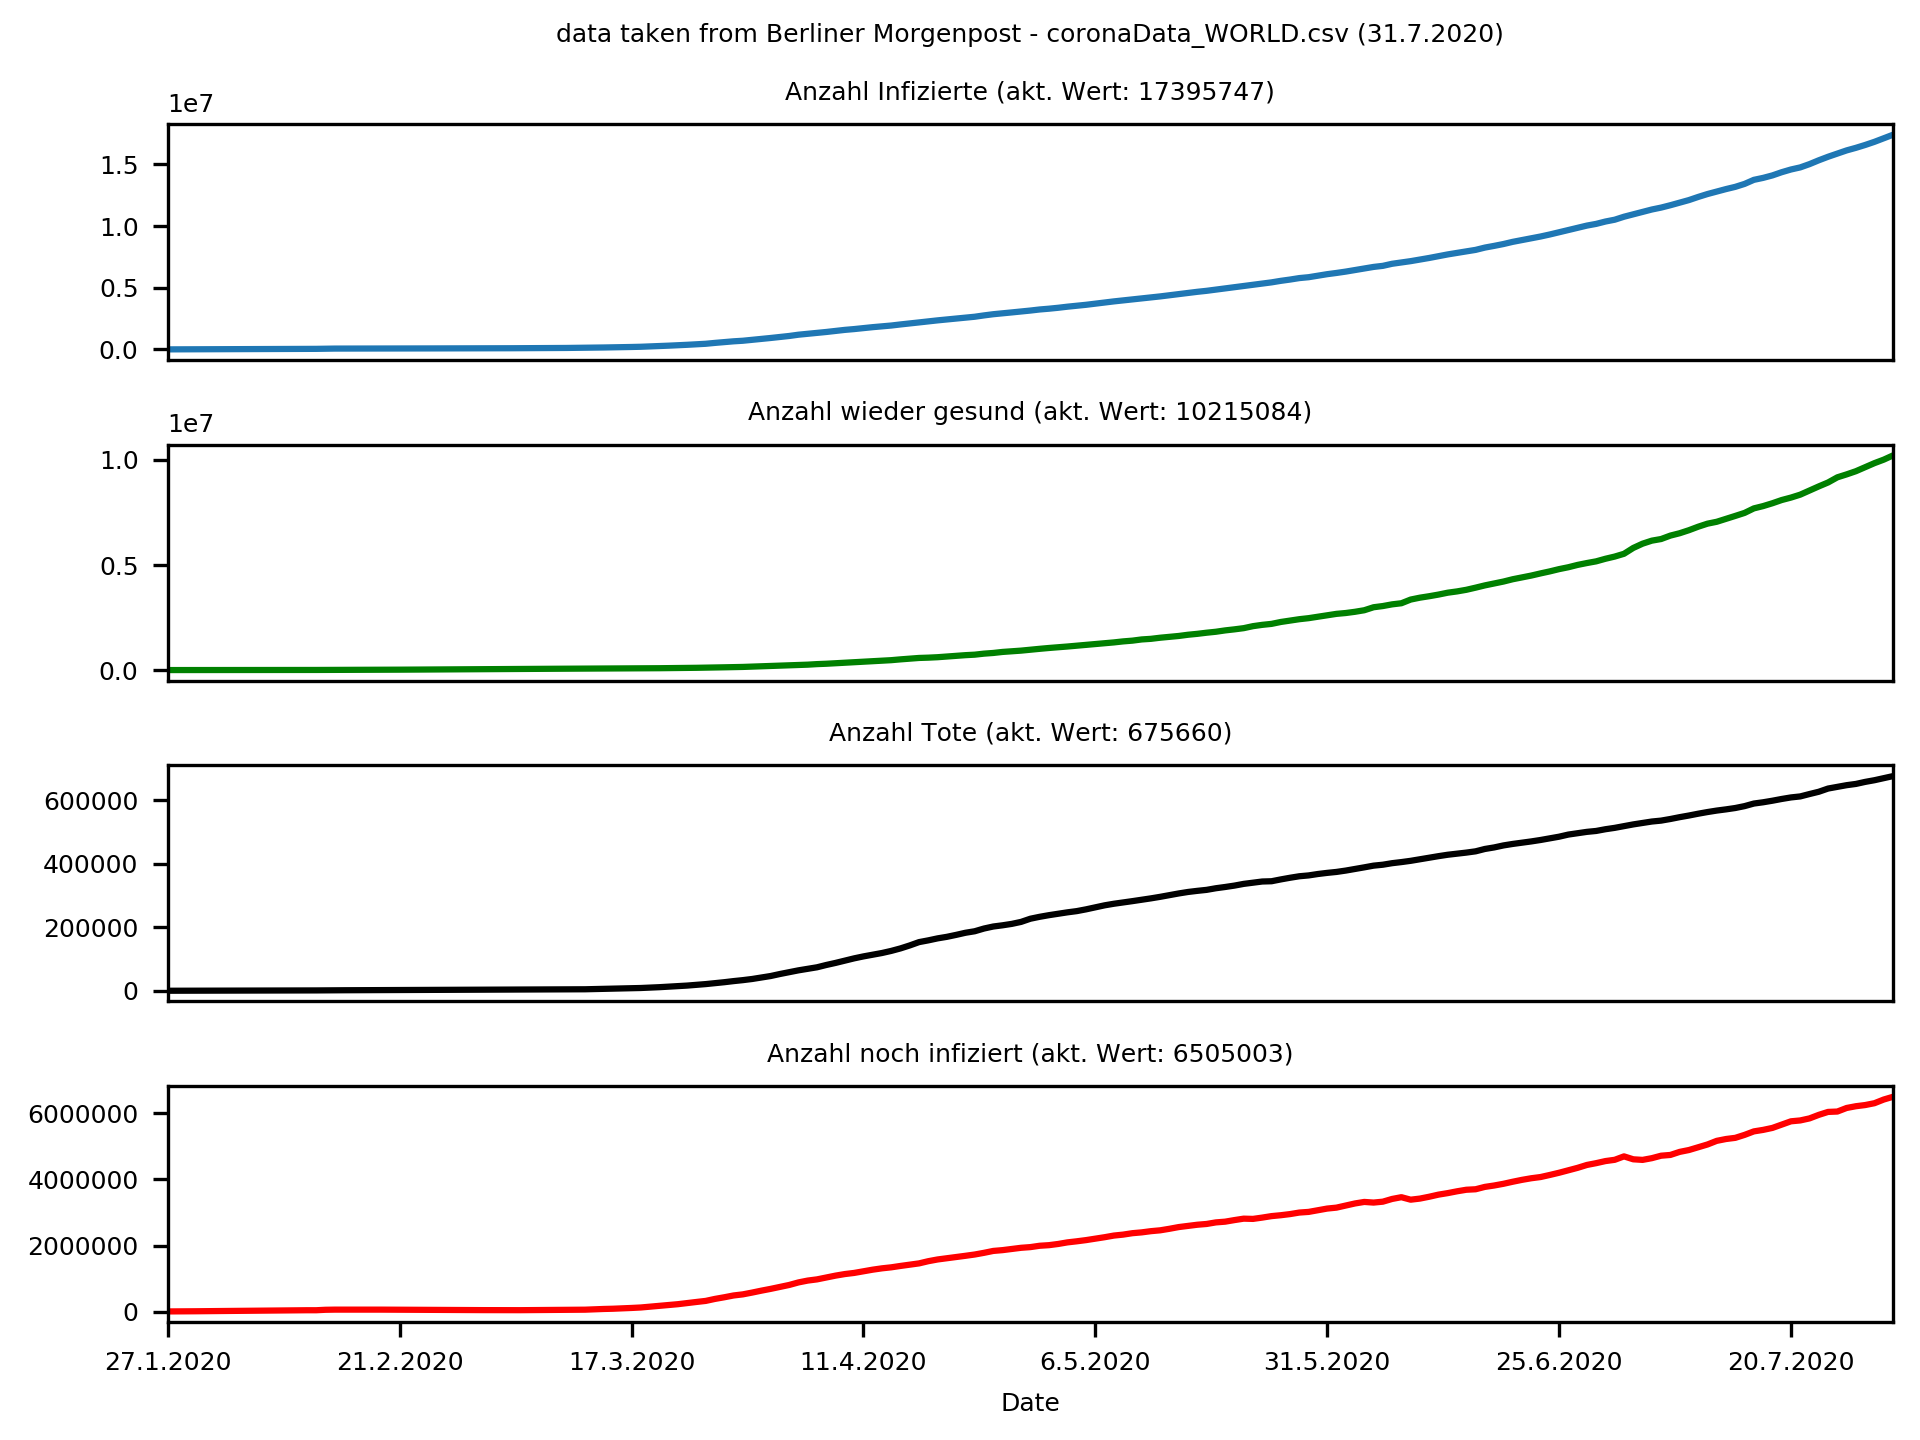 data taken from Berliner Morgenpost - coronaData_WORLD.csv (31.7.2020)
Anzahl Infizierte (akt. Wert: 17395747)
1e7
1.5
1.0
0.5
0.0
Anzahl wieder gesund (akt. Wert: 10215084)
1e7
1.0
0.5
0.0
Anzahl Tote (akt. Wert: 675660)
600000
400000
200000
0
Anzahl noch infiziert (akt. Wert: 6505003)
6000000
4000000
2000000
0
27.1.2020 21.2.2020 17.3.2020 11.4.2020 6.5.2020 31.5.2020 25.6.2020 20.7.2020
Date